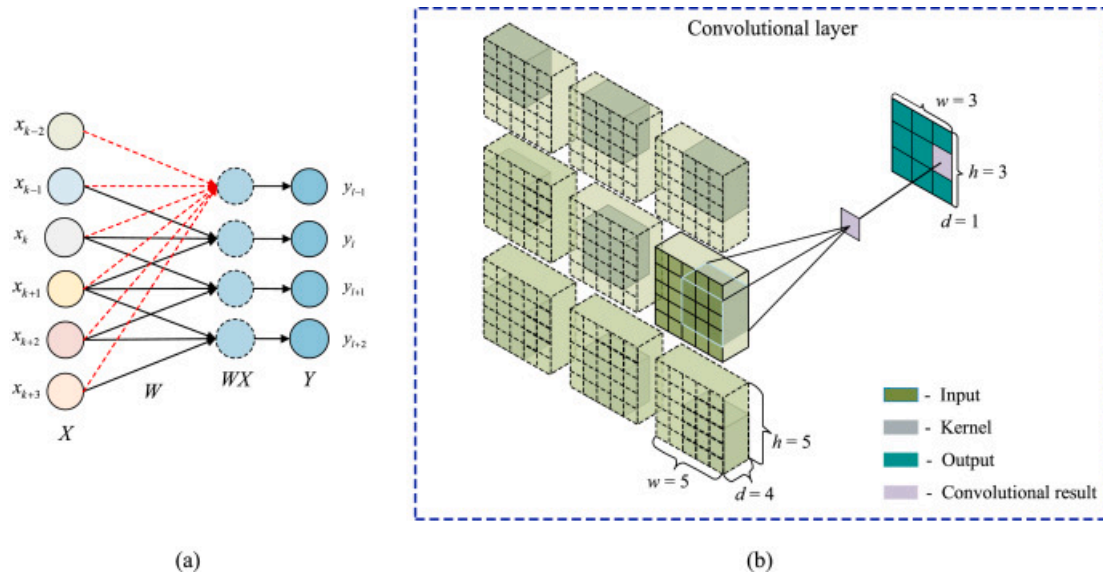 x_{k-2}
x_{k-1}
x_k
x_{k+1}
x_{k+2}
x_{k+3}
X
W
WX
Y
y_{i-1}
y_i
y_{i+1}
y_{i+2}
(a)
Convolutional layer
w = 3
h = 3
d = 1
h = 5
w = 5
d = 4
- Input
- Kernel
- Output
- Convolutional result
(b)